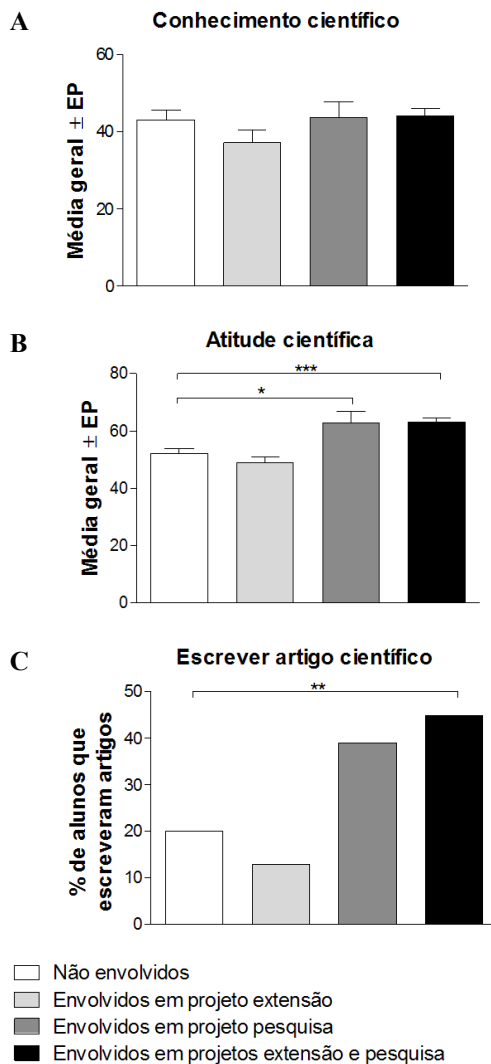 A
Conhecimento científico
Média geral ± EP
60
40
20
0
B
Atitude científica
Média geral ± EP
80
60
40
20
0
***
*
C
Escrever artigo científico
% de alunos que
escreveram artigos
50
40
30
20
10
0
**
Não envolvidos
Envolvidos em projeto extensão
Envolvidos em projeto pesquisa
Envolvidos em projetos extensão e pesquisa